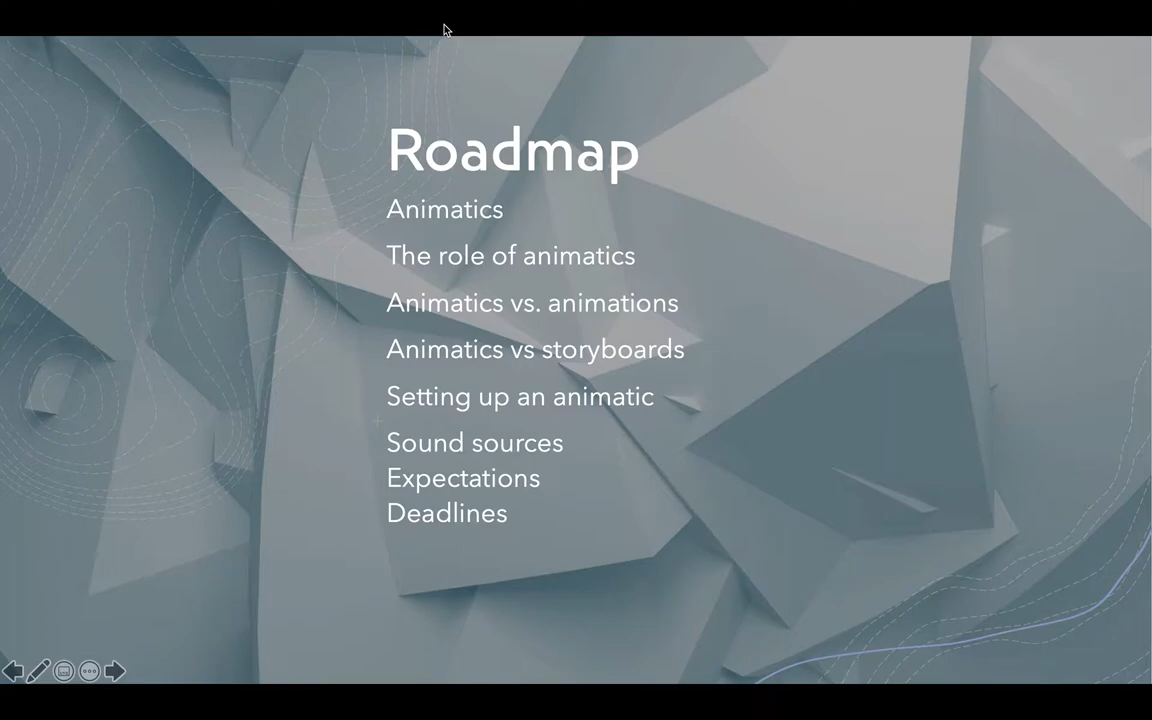 Roadmap
Animatics
The role of animatics
Animatics vs. animations
Animatics vs storyboards
Setting up an animatic
Sound sources
Expectations
Deadlines